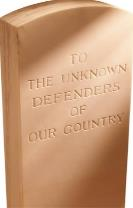 TO
THE UNKNOWN
DEFENDERS
OF
OUR COUNTRY